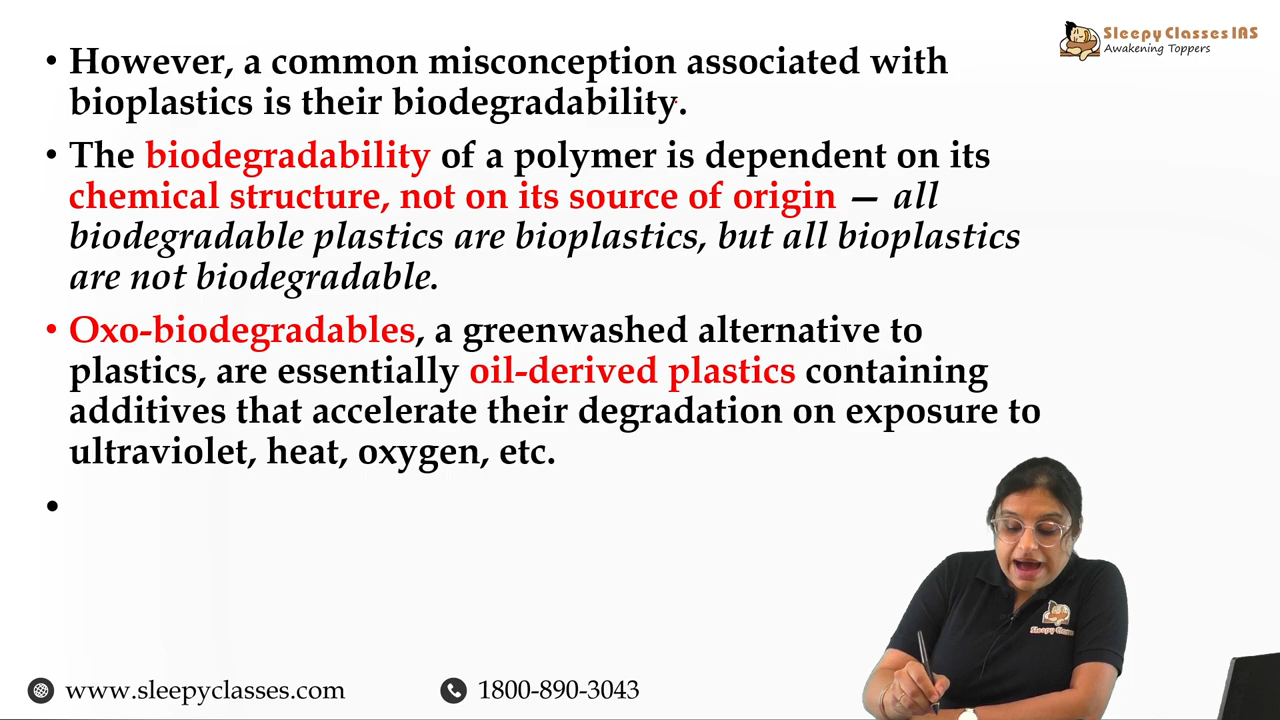 Sleepy Classes IAS
Awakening Toppers
• However, a common misconception associated with
bioplastics is their biodegradability.
• The biodegradability of a polymer is dependent on its
chemical structure, not on its source of origin — all
biodegradable plastics are bioplastics, but all bioplastics
are not biodegradable.
• Oxo-biodegradables, a greenwashed alternative to
plastics, are essentially oil-derived plastics containing
additives that accelerate their degradation on exposure to
ultraviolet, heat, oxygen, etc.
•
Sleepy Classes
www.sleepyclasses.com
1800-890-3043